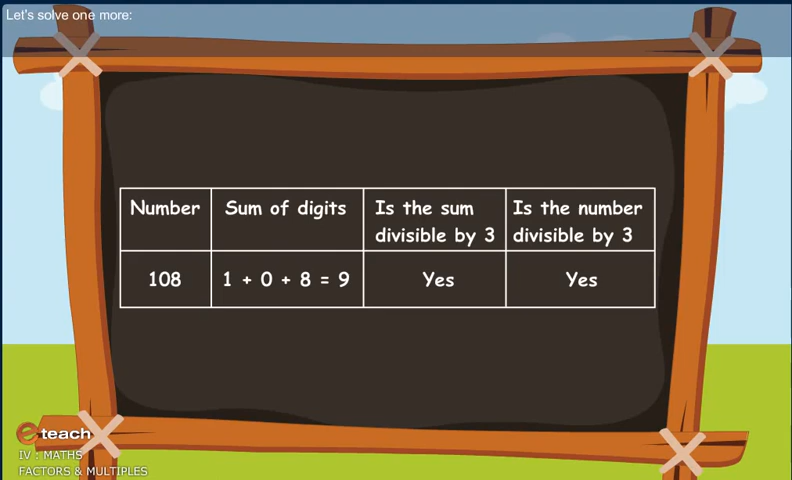 Let's solve one more:
Number Sum of digits Is the sum divisible by 3 Is the number divisible by 3
108 1 + 0 + 8 = 9 Yes Yes
eteach
IV : MATHS
FACTORS & MULTIPLES